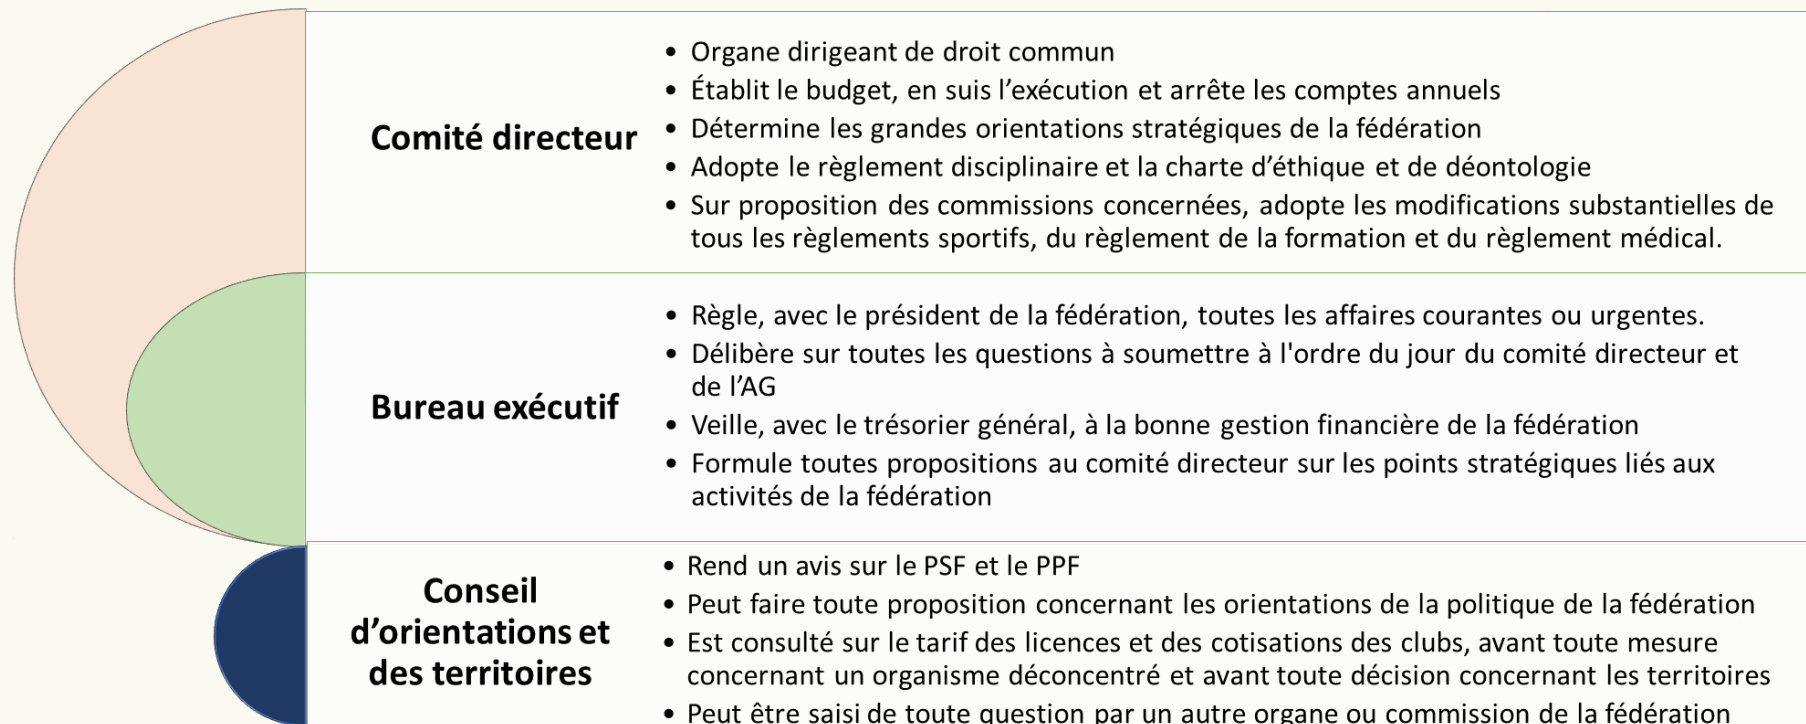 Comité directeur
• Organe dirigeant de droit commun
• Établit le budget, en suis l’exécution et arrête les comptes annuels
• Détermine les grandes orientations stratégiques de la fédération
• Adopte le règlement disciplinaire et la charte d’éthique et de déontologie
• Sur proposition des commissions concernées, adopte les modifications substantielles de
tous les règlements sportifs, du règlement de la formation et du règlement médical.
Bureau exécutif
• Règle, avec le président de la fédération, toutes les affaires courantes ou urgentes.
• Délibère sur toutes les questions à soumettre à l'ordre du jour du comité directeur et
de l’AG
• Veille, avec le trésorier général, à la bonne gestion financière de la fédération
• Formule toutes propositions au comité directeur sur les points stratégiques liés aux
activités de la fédération
Conseil
d’orientations et
des territoires
• Rend un avis sur le PSF et le PPF
• Peut faire toute proposition concernant les orientations de la politique de la fédération
• Est consulté sur le tarif des licences et des cotisations des clubs, avant toute mesure
concernant un organisme déconcentré et avant toute décision concernant les territoires
• Peut être saisi de toute question par un autre organe ou commission de la fédération